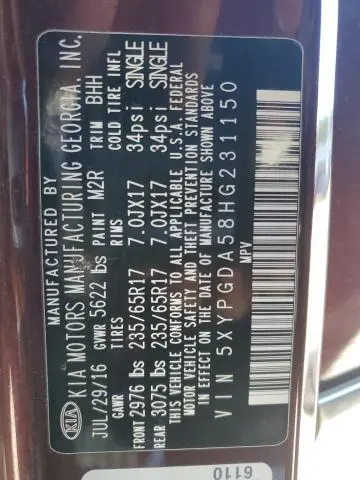 MANUFACTURED BY
KIA KIA MOTORS MANUFACTURING GEORGIA, INC.
JUL/29/16 GVWR 5622 lbs PAINT M2R TRIM BHH
GAWR TIRES RIMS COLD TIRE INFL
FRONT 2976 lbs 235/65R17 7.0JX17 34psi SINGLE
REAR 3075 lbs 235/65R17 7.0JX17 34psi SINGLE
THIS VEHICLE CONFORMS TO ALL APPLICABLE U.S.A. FEDERAL
MOTOR VEHICLE SAFETY AND THEFT PREVENTION STANDARDS
IN EFFECT ON THE DATE OF MANUFACTURE SHOWN ABOVE
VIN 5XYPGDA58HG231150
MPV
6110